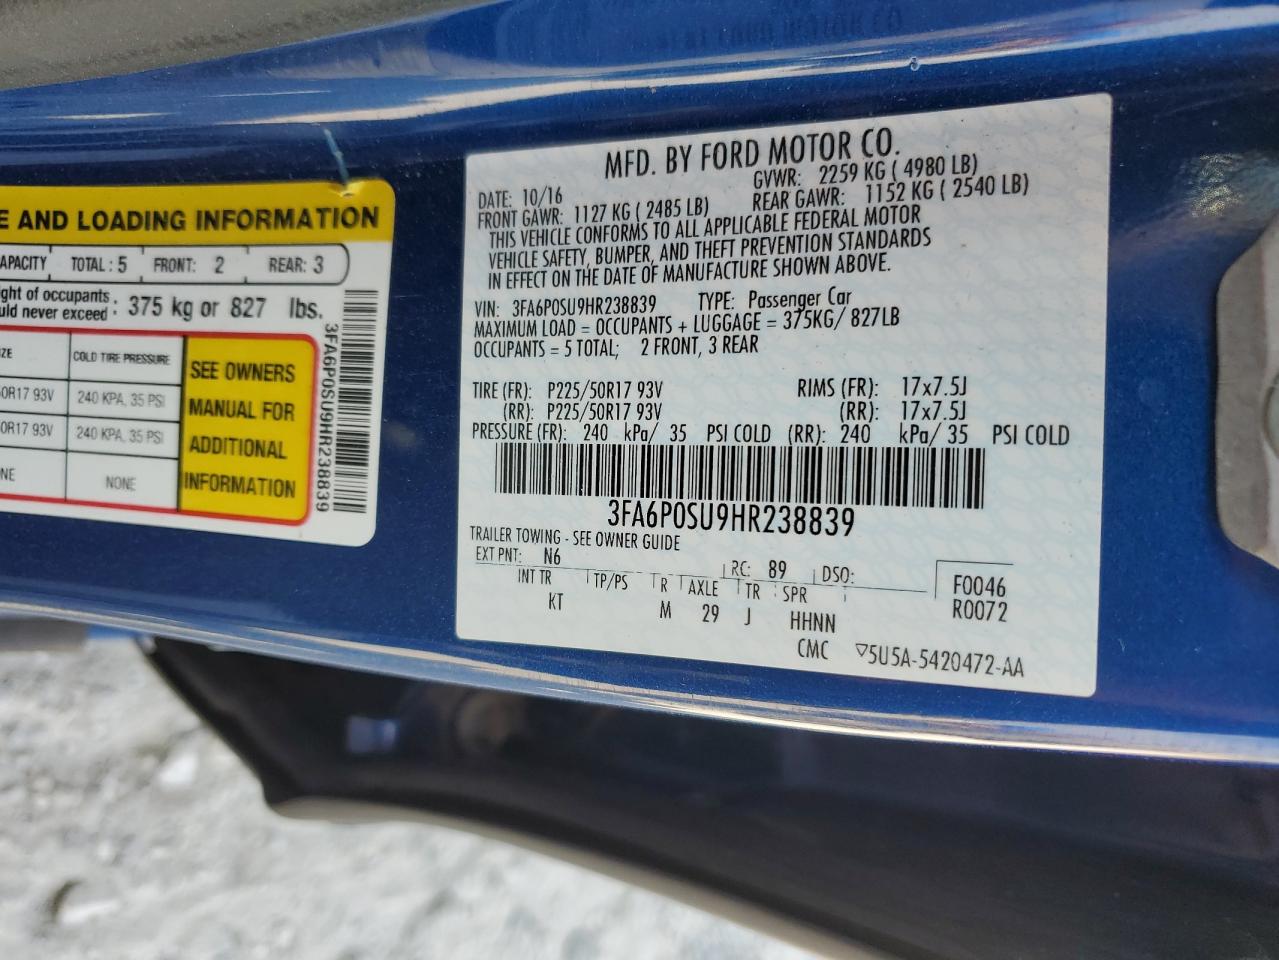 E AND LOADING INFORMATION
APACITY TOTAL: 5 FRONT: 2 REAR: 3
ight of occupants
uld never exceed : 375 kg or 827 lbs.
ZE COLD TIRE PRESSURE
0R17 93V 240 KPA, 35 PSI
0R17 93V 240 KPA, 35 PSI
NE NONE
SEE OWNERS
MANUAL FOR
ADDITIONAL
INFORMATION
3FA6P0SU9HR238839
MFD. BY FORD MOTOR CO.
DATE: 10/16 GVWR: 2259 KG ( 4980 LB)
FRONT GAWR: 1127 KG ( 2485 LB) REAR GAWR: 1152 KG ( 2540 LB)
THIS VEHICLE CONFORMS TO ALL APPLICABLE FEDERAL MOTOR
VEHICLE SAFETY, BUMPER, AND THEFT PREVENTION STANDARDS
IN EFFECT ON THE DATE OF MANUFACTURE SHOWN ABOVE.
VIN: 3FA6P0SU9HR238839 TYPE: Passenger Car
MAXIMUM LOAD = OCCUPANTS + LUGGAGE = 375KG/ 827LB
OCCUPANTS = 5 TOTAL; 2 FRONT, 3 REAR
TIRE (FR): P225/50R17 93V RIMS (FR): 17x7.5J
(RR): P225/50R17 93V (RR): 17x7.5J
PRESSURE (FR): 240 kPa/ 35 PSI COLD (RR): 240 kPa/ 35 PSI COLD
3FA6P0SU9HR238839
TRAILER TOWING - SEE OWNER GUIDE
EXT PNT: N6 RC: 89 DSO:
INT TR TP/PS R AXLE TR SPR
KT M 29 J HHNN
F0046
R0072
CMC ▽5U5A-5420472-AA